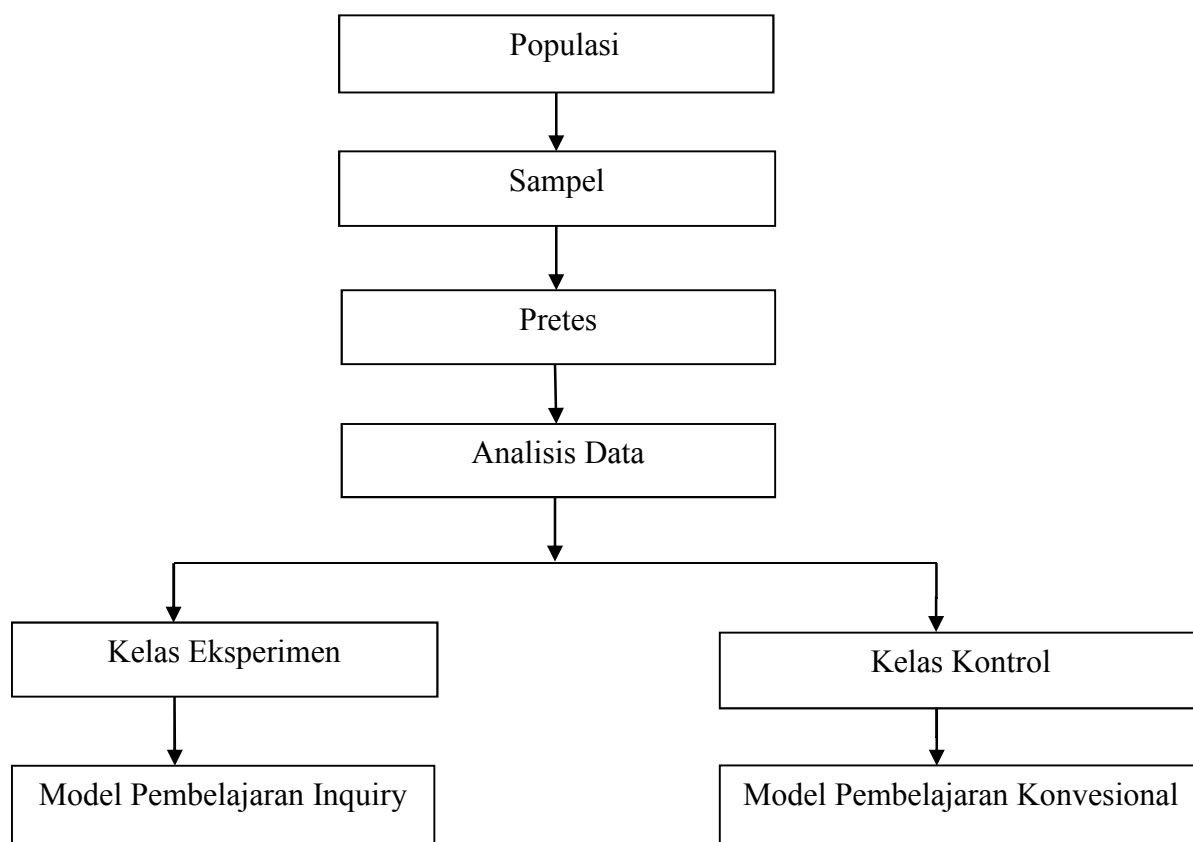 Populasi
Sampel
Pretes
Analisis Data
Kelas Eksperimen
Kelas Kontrol
Model Pembelajaran Inquiry
Model Pembelajaran Konvesional